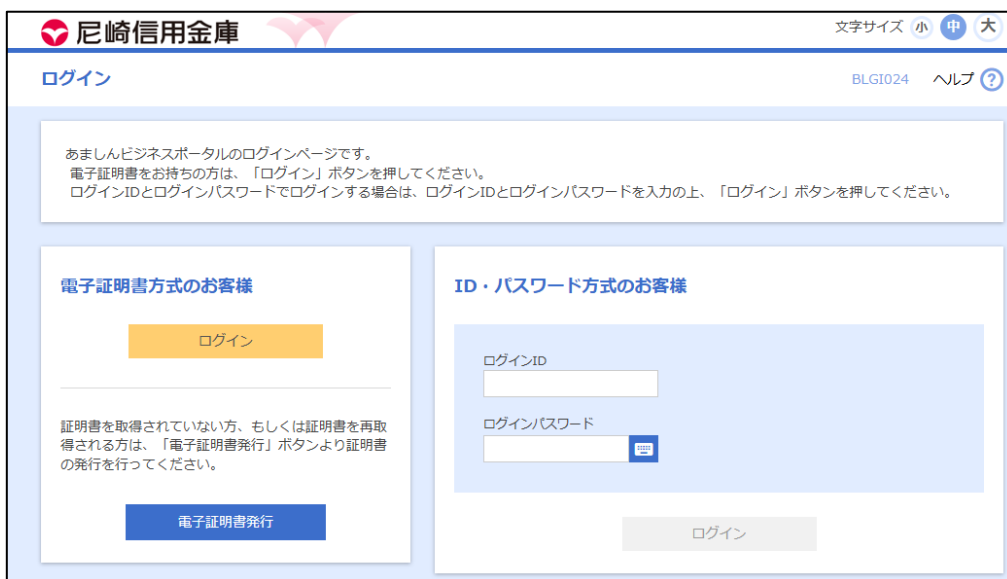 尼崎信用金庫
文字サイズ 小 中 大
ログイン
BLGI024 ヘルプ ?
あましんビジネスポータルのログインページです。
電子証明書をお持ちの方は、「ログイン」ボタンを押してください。
ログインIDとログインパスワードでログインする場合は、ログインIDとログインパスワードを入力の上、「ログイン」ボタンを押してください。
電子証明書方式のお客様
ログイン
証明書を取得されていない方、もしくは証明書を再取
得される方は、「電子証明書発行」ボタンより証明書
の発行を行ってください。
電子証明書発行
ID・パスワード方式のお客様
ログインID
ログインパスワード
ログイン